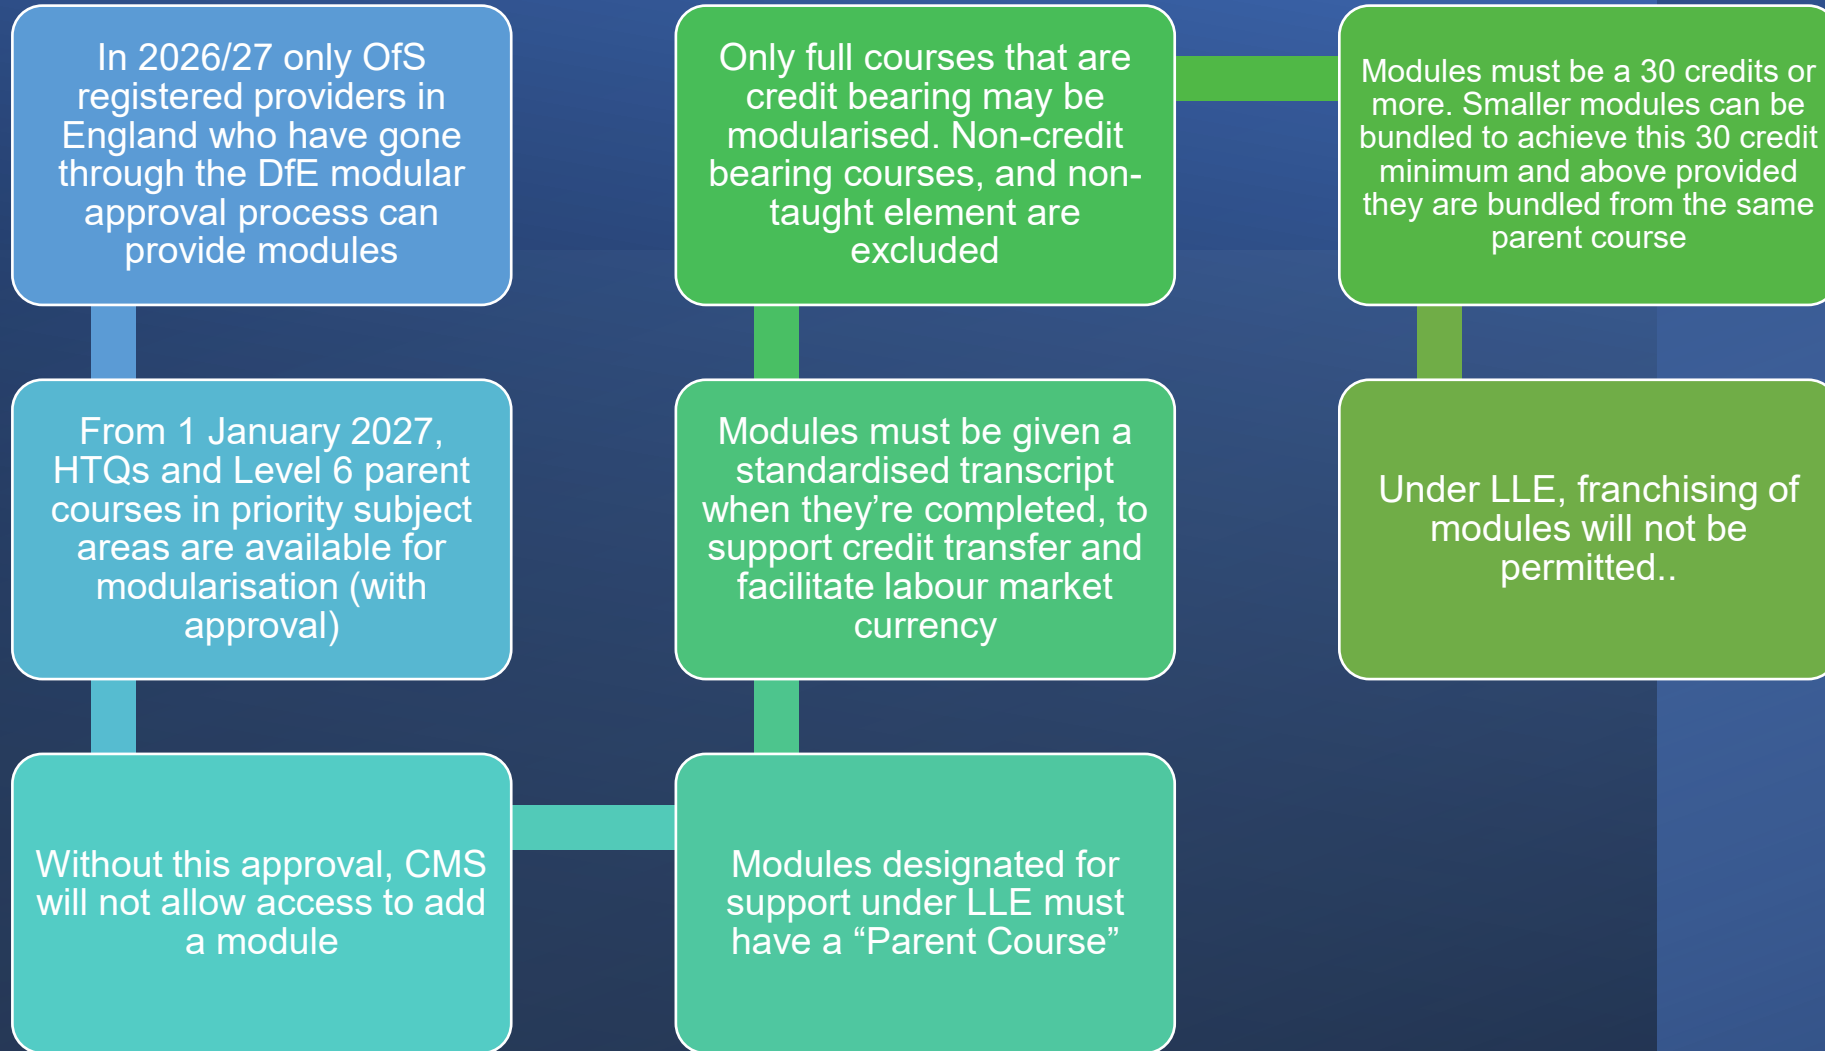 In 2026/27 only OfS
registered providers in
England who have gone
through the DfE modular
approval process can
provide modules
From 1 January 2027,
HTQs and Level 6 parent
courses in priority subject
areas are available for
modularisation (with
approval)
Without this approval, CMS
will not allow access to add
a module
Modules designated for
support under LLE must
have a “Parent Course”
Modules must be given a
standardised transcript
when they’re completed, to
support credit transfer and
facilitate labour market
currency
Only full courses that are
credit bearing may be
modularised. Non-credit
bearing courses, and non-
taught element are
excluded
Modules must be a 30 credits or
more. Smaller modules can be
bundled to achieve this 30 credit
minimum and above provided
they are bundled from the same
parent course
Under LLE, franchising of
modules will not be
permitted..